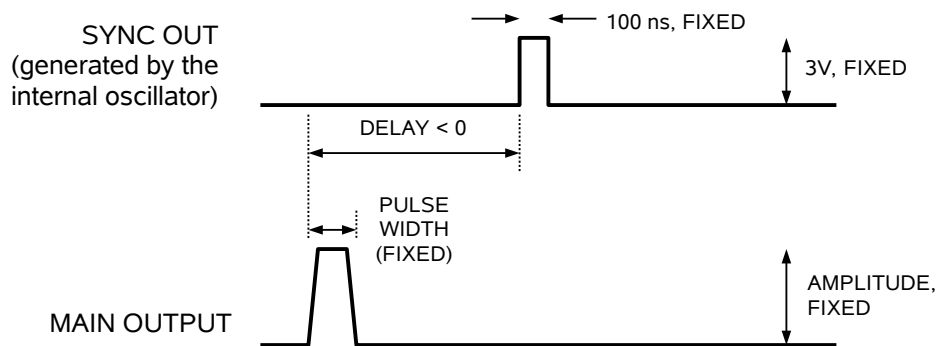 SYNC OUT
(generated by the
internal oscillator)
100 ns, FIXED
3V, FIXED
DELAY < 0
PULSE
WIDTH
(FIXED)
AMPLITUDE,
FIXED
MAIN OUTPUT